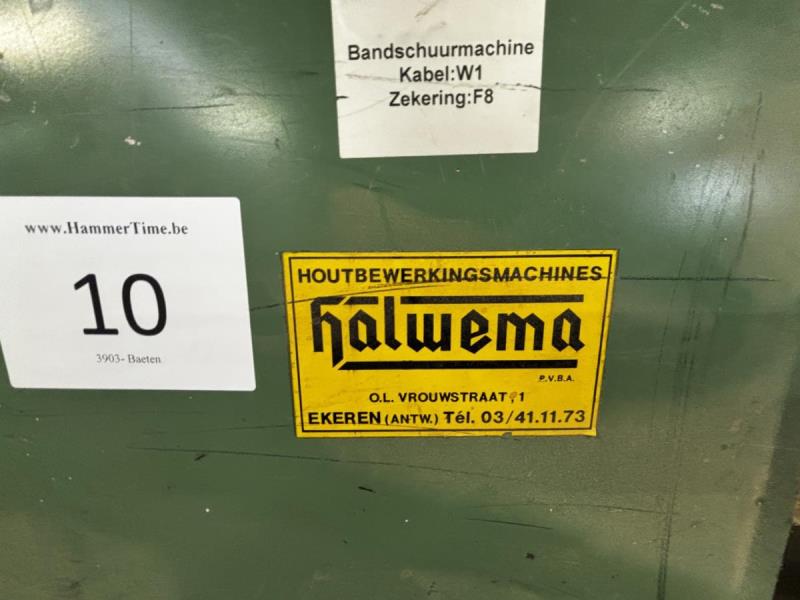 Bandschuurmachine
Kabel:W1
Zekering:F8
www.HammerTime.be
10
3903- Baeten
HOUTBEWERKINGSMACHINES
halwema
P.V.B.A.
O.L. VROUWSTRAAT, 1
EKEREN (ANTW.) Tél. 03/41.11.73